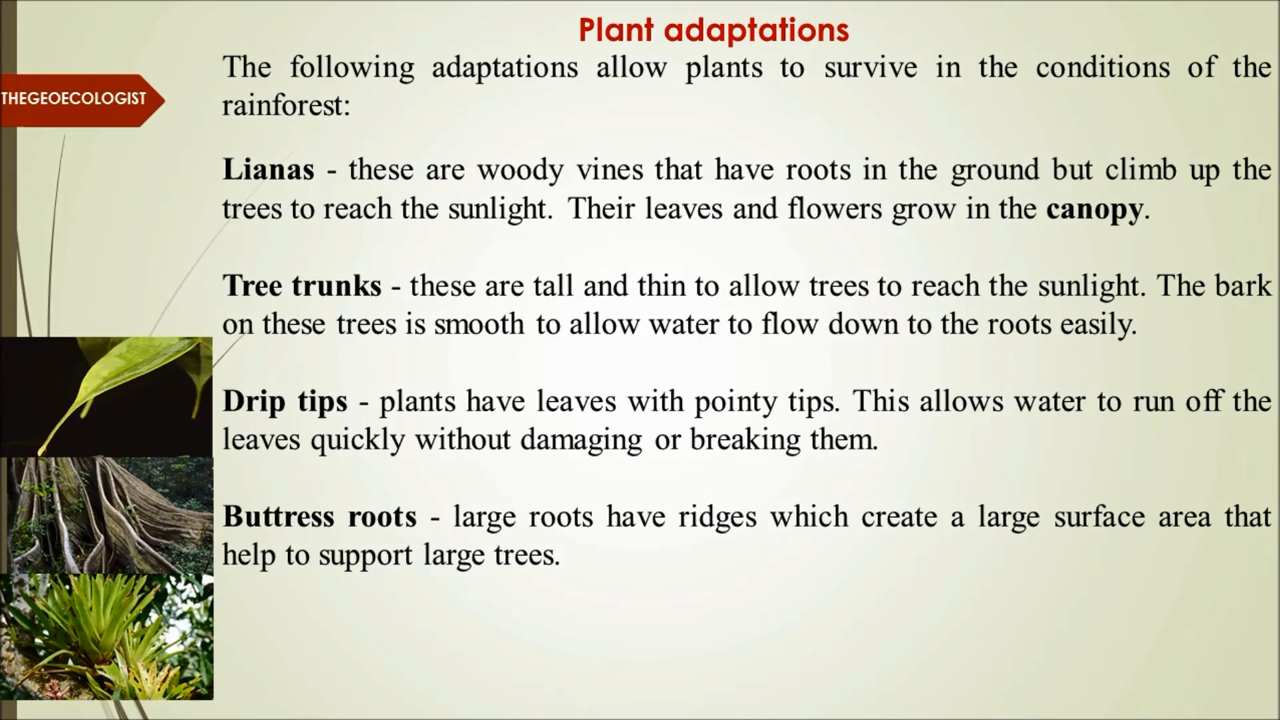 Plant adaptations
The following adaptations allow plants to survive in the conditions of the
rainforest:
THEGEOECOLOGIST
Lianas - these are woody vines that have roots in the ground but climb up the
trees to reach the sunlight. Their leaves and flowers grow in the canopy.
Tree trunks - these are tall and thin to allow trees to reach the sunlight. The bark
on these trees is smooth to allow water to flow down to the roots easily.
Drip tips - plants have leaves with pointy tips. This allows water to run off the
leaves quickly without damaging or breaking them.
Buttress roots - large roots have ridges which create a large surface area that
help to support large trees.